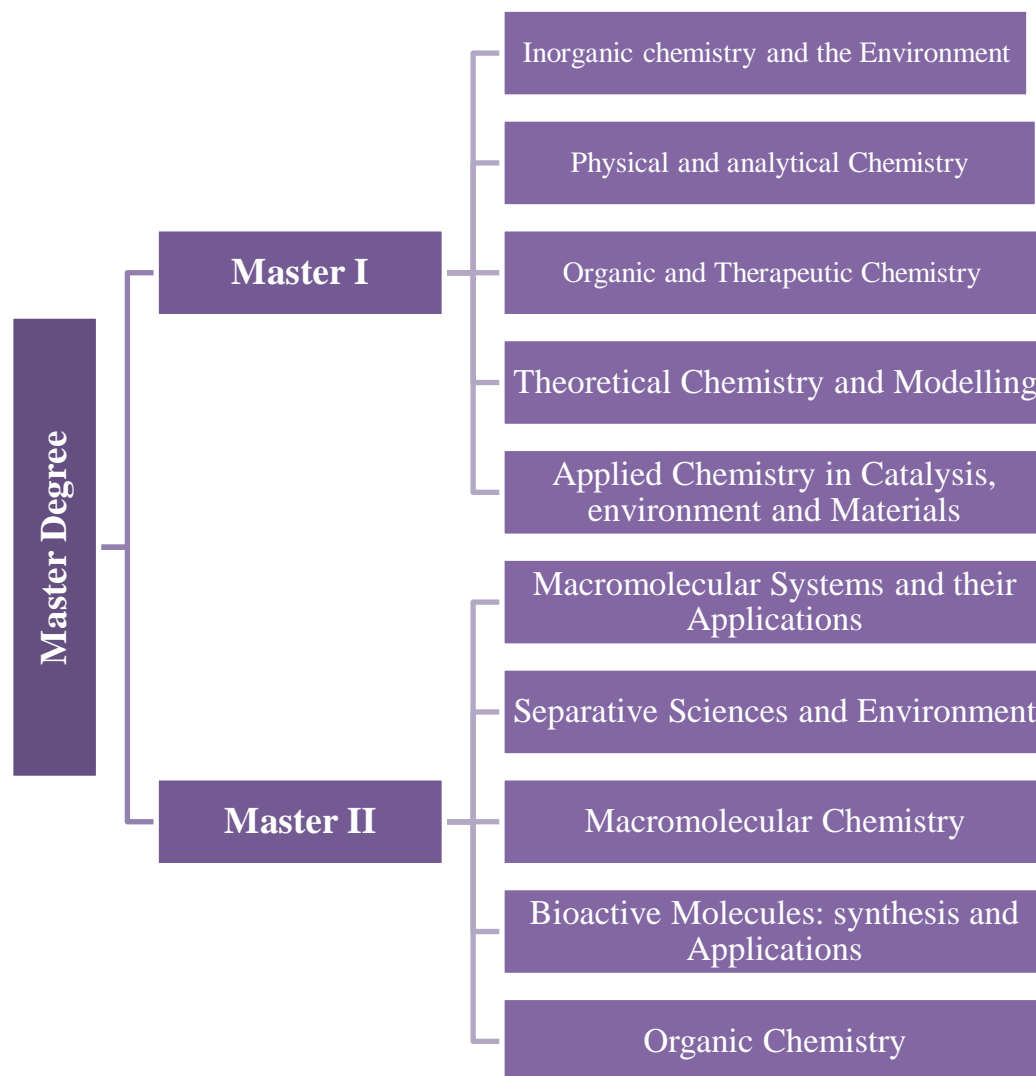 Master Degree
Master I
Inorganic chemistry and the Environment
Physical and analytical Chemistry
Organic and Therapeutic Chemistry
Theoretical Chemistry and Modelling
Applied Chemistry in Catalysis,
environment and Materials
Master II
Macromolecular Systems and their
Applications
Separative Sciences and Environment
Macromolecular Chemistry
Bioactive Molecules: synthesis and
Applications
Organic Chemistry